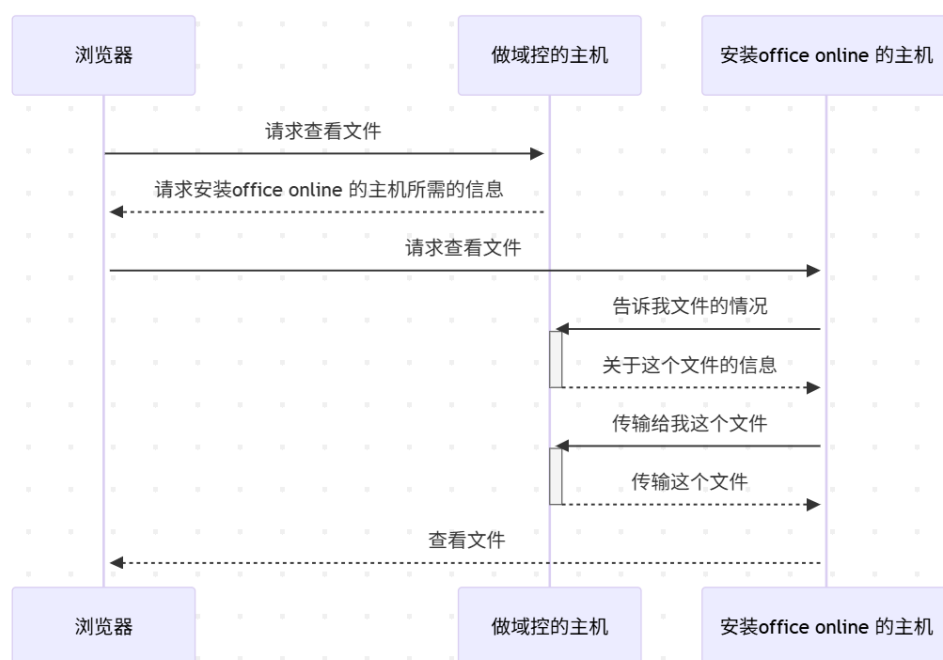 浏览器
做域控的主机
安装office online 的主机
请求查看文件
请求安装office online 的主机所需的信息
请求查看文件
告诉我文件的情况
关于这个文件的信息
传输给我这个文件
传输这个文件
查看文件
浏览器
做域控的主机
安装office online 的主机